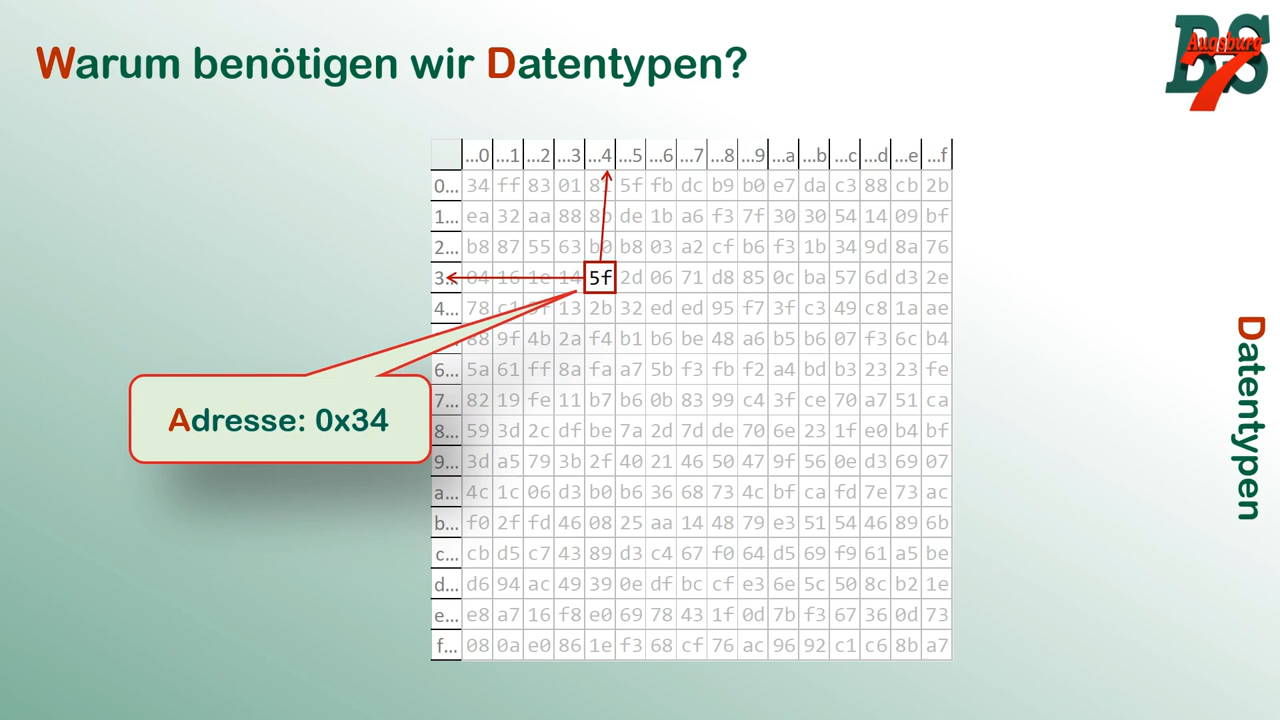 Warum benötigen wir Datentypen?
BS
Augsburg
7
...0 ...1 ...2 ...3 ...4 ...5 ...6 ...7 ...8 ...9 ...a ...b ...c ...d ...e ...f
0... 34 ff 83 01 81 5f fb dc b9 b0 e7 da c3 88 cb 2b
1... ea 32 aa 88 8b de 1b a6 f3 7f 30 30 54 14 09 bf
2... b8 87 55 63 b0 b8 03 a2 cf b6 f3 1b 34 9d 8a 76
3... 04 16 1e 14 5f 2d 06 71 d8 85 0c ba 57 6d d3 2e
4... 78 c1 13 2b 32 ed ed 95 f7 3f c3 49 c8 1a ae
88 9f 4b 2a f4 b1 b6 be 48 a6 b5 b6 07 f3 6c b4
6... 5a 61 ff 8a fa a7 5b f3 fb f2 a4 bd b3 23 23 fe
7... 82 19 fe 11 b7 b6 0b 83 99 c4 3f ce 70 a7 51 ca
8... 59 3d 2c df be 7a 2d 7d de 70 6e 23 1f e0 b4 bf
9... 3d a5 79 3b 2f 40 21 46 50 47 9f 56 0e d3 69 07
a... 4c 1c 06 d3 b0 b6 36 68 73 4c bf ca fd 7e 73 ac
b... f0 2f fd 46 08 25 aa 14 48 79 e3 51 54 46 89 6b
c... cb d5 c7 43 89 d3 c4 67 f0 64 d5 69 f9 61 a5 be
d... d6 94 ac 49 39 0e df bc cf e3 6e 5c 50 8c b2 1e
e... e8 a7 16 f8 e0 69 78 43 1f 0d 7b f3 67 36 0d 73
f... 08 0a e0 86 1e f3 68 cf 76 ac 96 92 c1 c6 8b a7
Adresse: 0x34
Datentypen